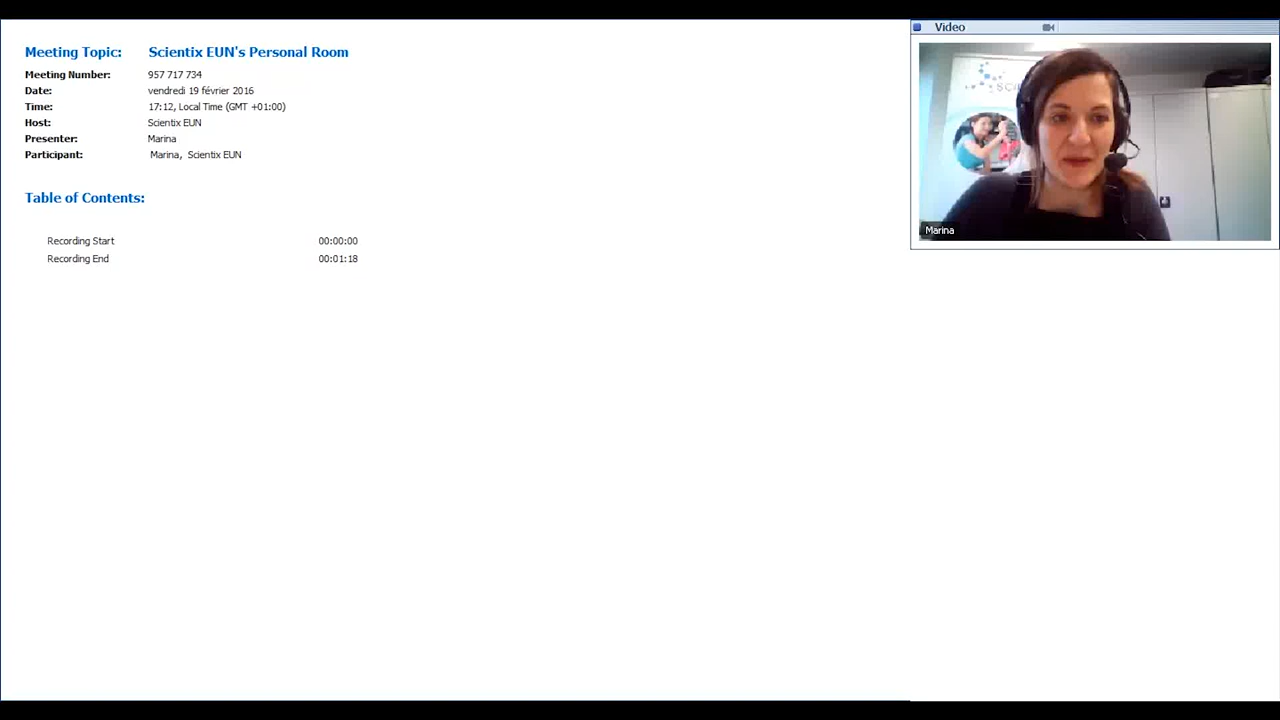 Meeting Topic: Scientix EUN's Personal Room
Meeting Number: 957 717 734
Date: vendredi 19 février 2016
Time: 17:12, Local Time (GMT +01:00)
Host: Scientix EUN
Presenter: Marina
Participant: Marina, Scientix EUN
Table of Contents:
Recording Start 00:00:00
Recording End 00:01:18
Video
Marina